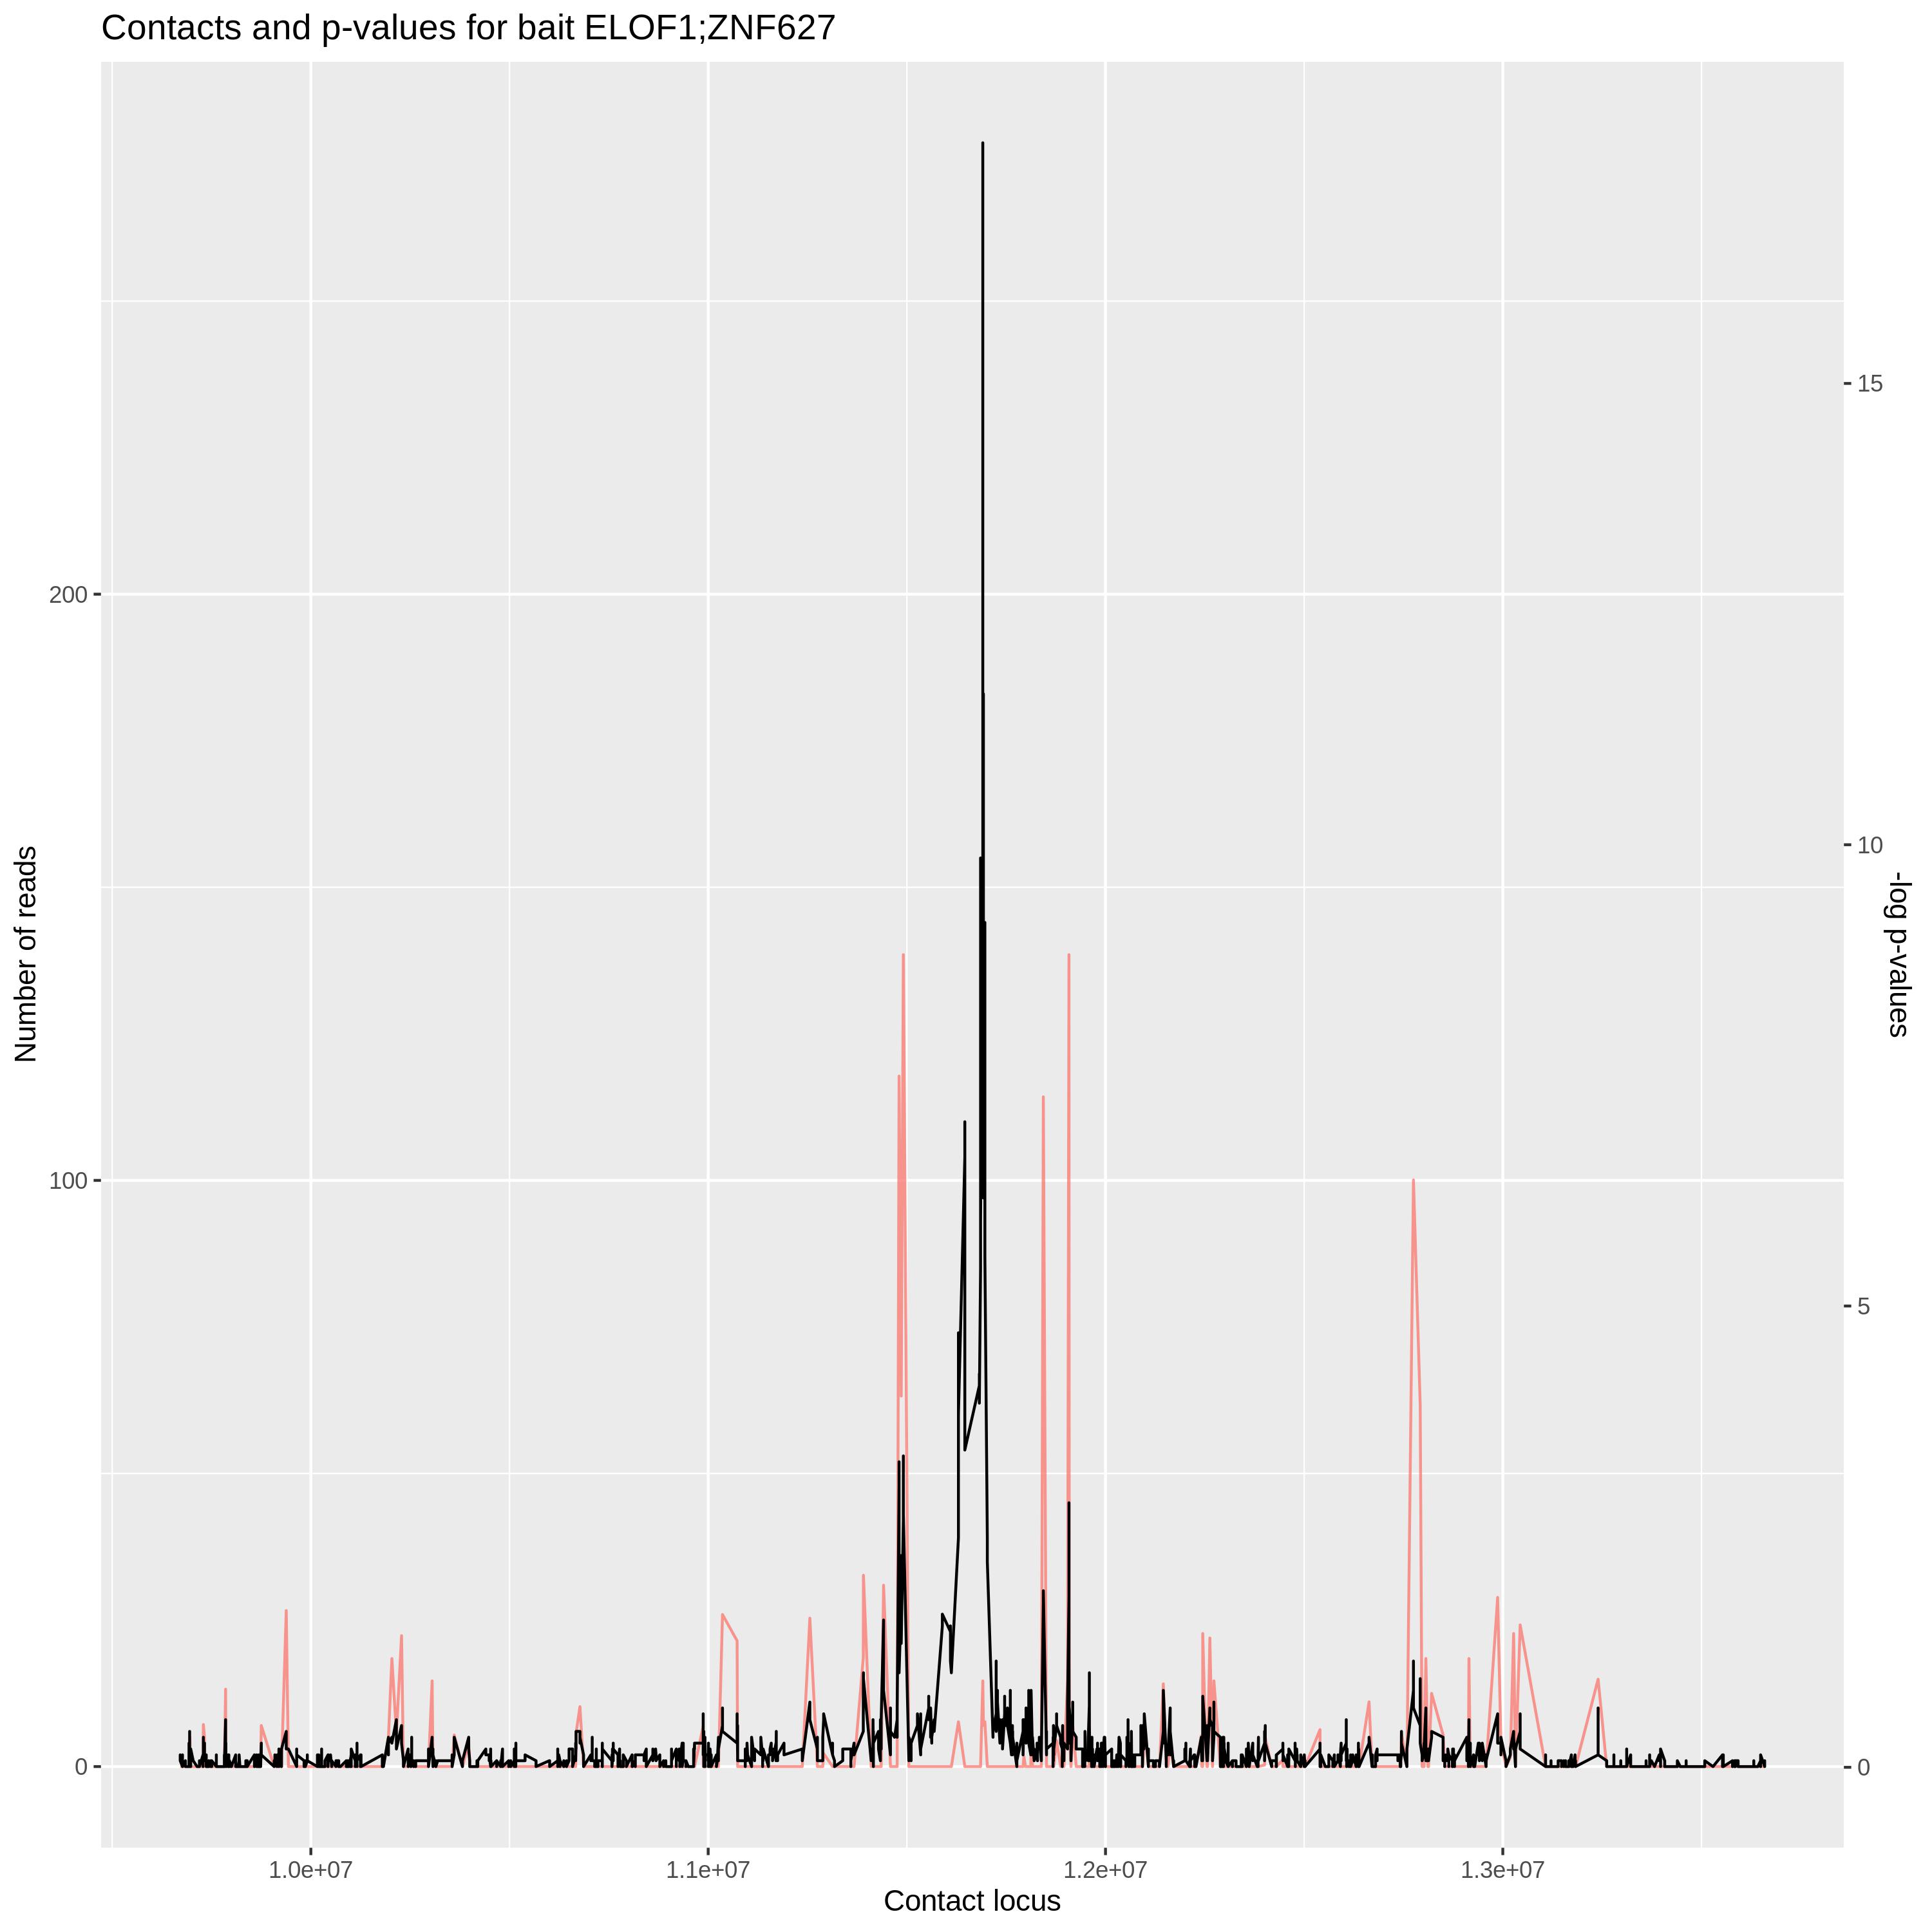 Contacts and p-values for bait ELOF1;ZNF627
Number of reads
200
100
0
15
10
5
0
-log p-values
1.0e+07
1.1e+07
1.2e+07
1.3e+07
Contact locus